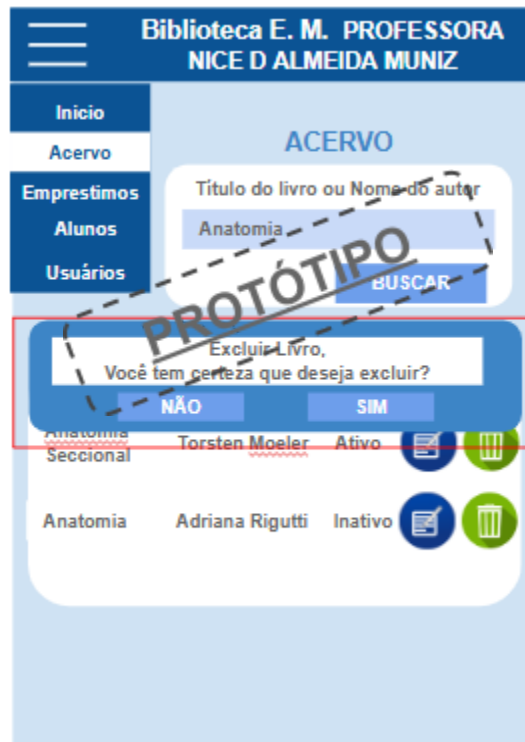 Biblioteca E. M. PROFESSORA
NICE D ALMEIDA MUNIZ
Inicio
Acervo
Emprestimos
Alunos
Usuários
ACERVO
Título do livro ou Nome do autor
Anatomia
BUSCAR
PROTÓTIPO
Excluir Livro,
Você tem certeza que deseja excluir?
NÃO SIM
Anatomia
Seccional Torsten Moeler Ativo
Anatomia Adriana Rigutti Inativo